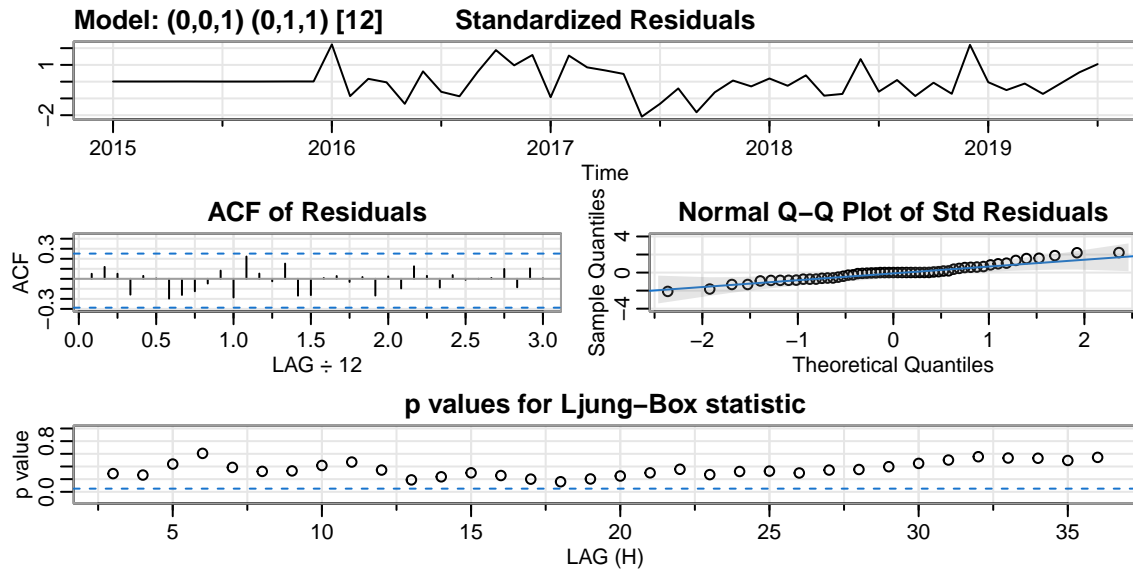 Model: (0,0,1) (0,1,1) [12] Standardized Residuals
1
−2
2015 2016 2017 2018 2019
Time
ACF of Residuals
ACF
0.3
−0.3
0.0 0.5 1.0 1.5 2.0 2.5 3.0
LAG ÷ 12
Normal Q−Q Plot of Std Residuals
Sample Quantiles
4
0
−4
−2 −1 0 1 2
Theoretical Quantiles
p values for Ljung−Box statistic
p value
0.8
0.0
5 10 15 20 25 30 35
LAG (H)